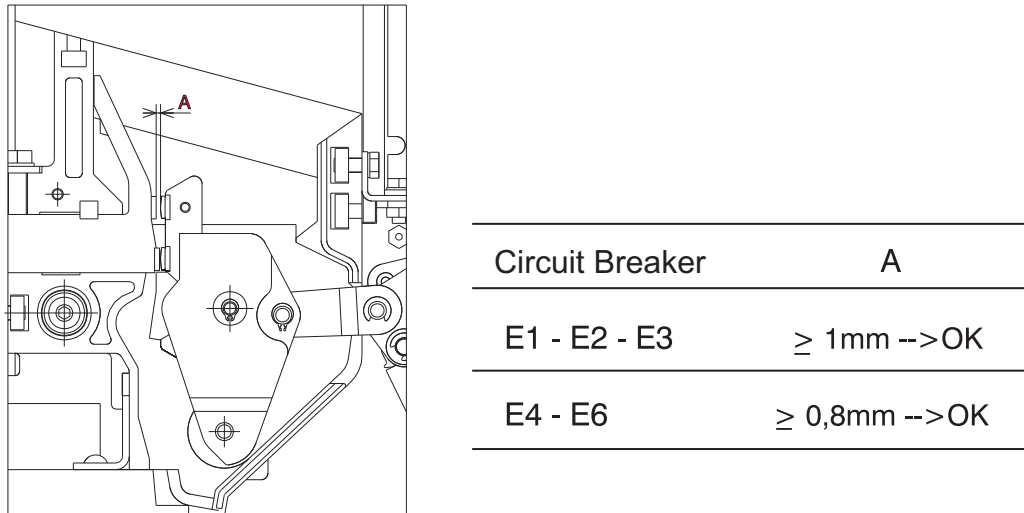 A
Circuit Breaker A
E1 - E2 - E3 ≥ 1mm -->OK
E4 - E6 ≥ 0,8mm -->OK